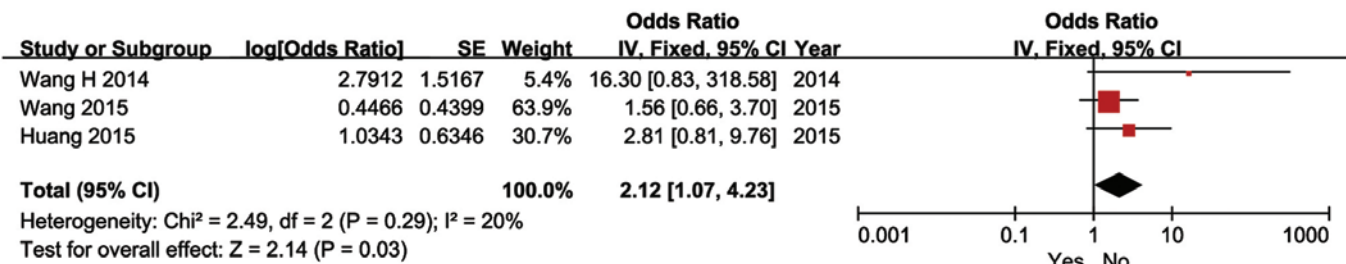 Odds Ratio Odds Ratio
Study or Subgroup log[Odds Ratio] SE Weight IV, Fixed, 95% CI Year IV, Fixed, 95% CI
Wang H 2014 2.7912 1.5167 5.4% 16.30 [0.83, 318.58] 2014
Wang 2015 0.4466 0.4399 63.9% 1.56 [0.66, 3.70] 2015
Huang 2015 1.0343 0.6346 30.7% 2.81 [0.81, 9.76] 2015
Total (95% CI) 100.0% 2.12 [1.07, 4.23]
Heterogeneity: Chi² = 2.49, df = 2 (P = 0.29); I² = 20%
Test for overall effect: Z = 2.14 (P = 0.03)
0.001 0.1 1 10 1000
Yes No